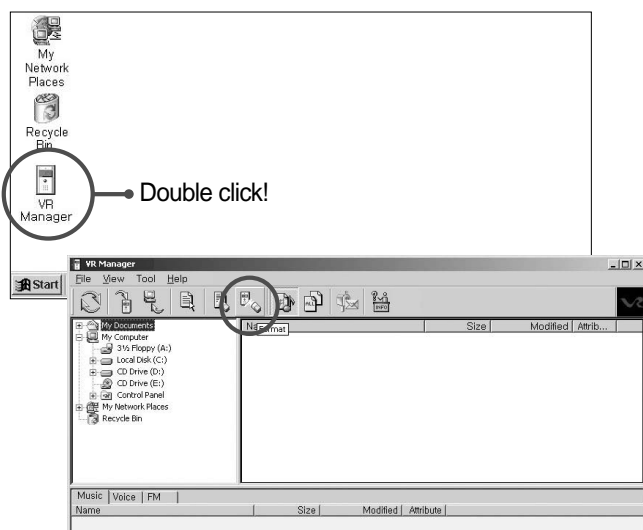 My
Network
Places
Recycle
Bin
VR
Manager
Double click!
Start
VR Manager
File View Tool Help
INFO
Format
Size Modified Attrib...
My Documents
My Computer
3½ Floppy (A:)
Local Disk (C:)
CD Drive (D:)
CD Drive (E:)
Control Panel
My Network Places
Recycle Bin
Music Voice FM
Name Size Modified Attribute